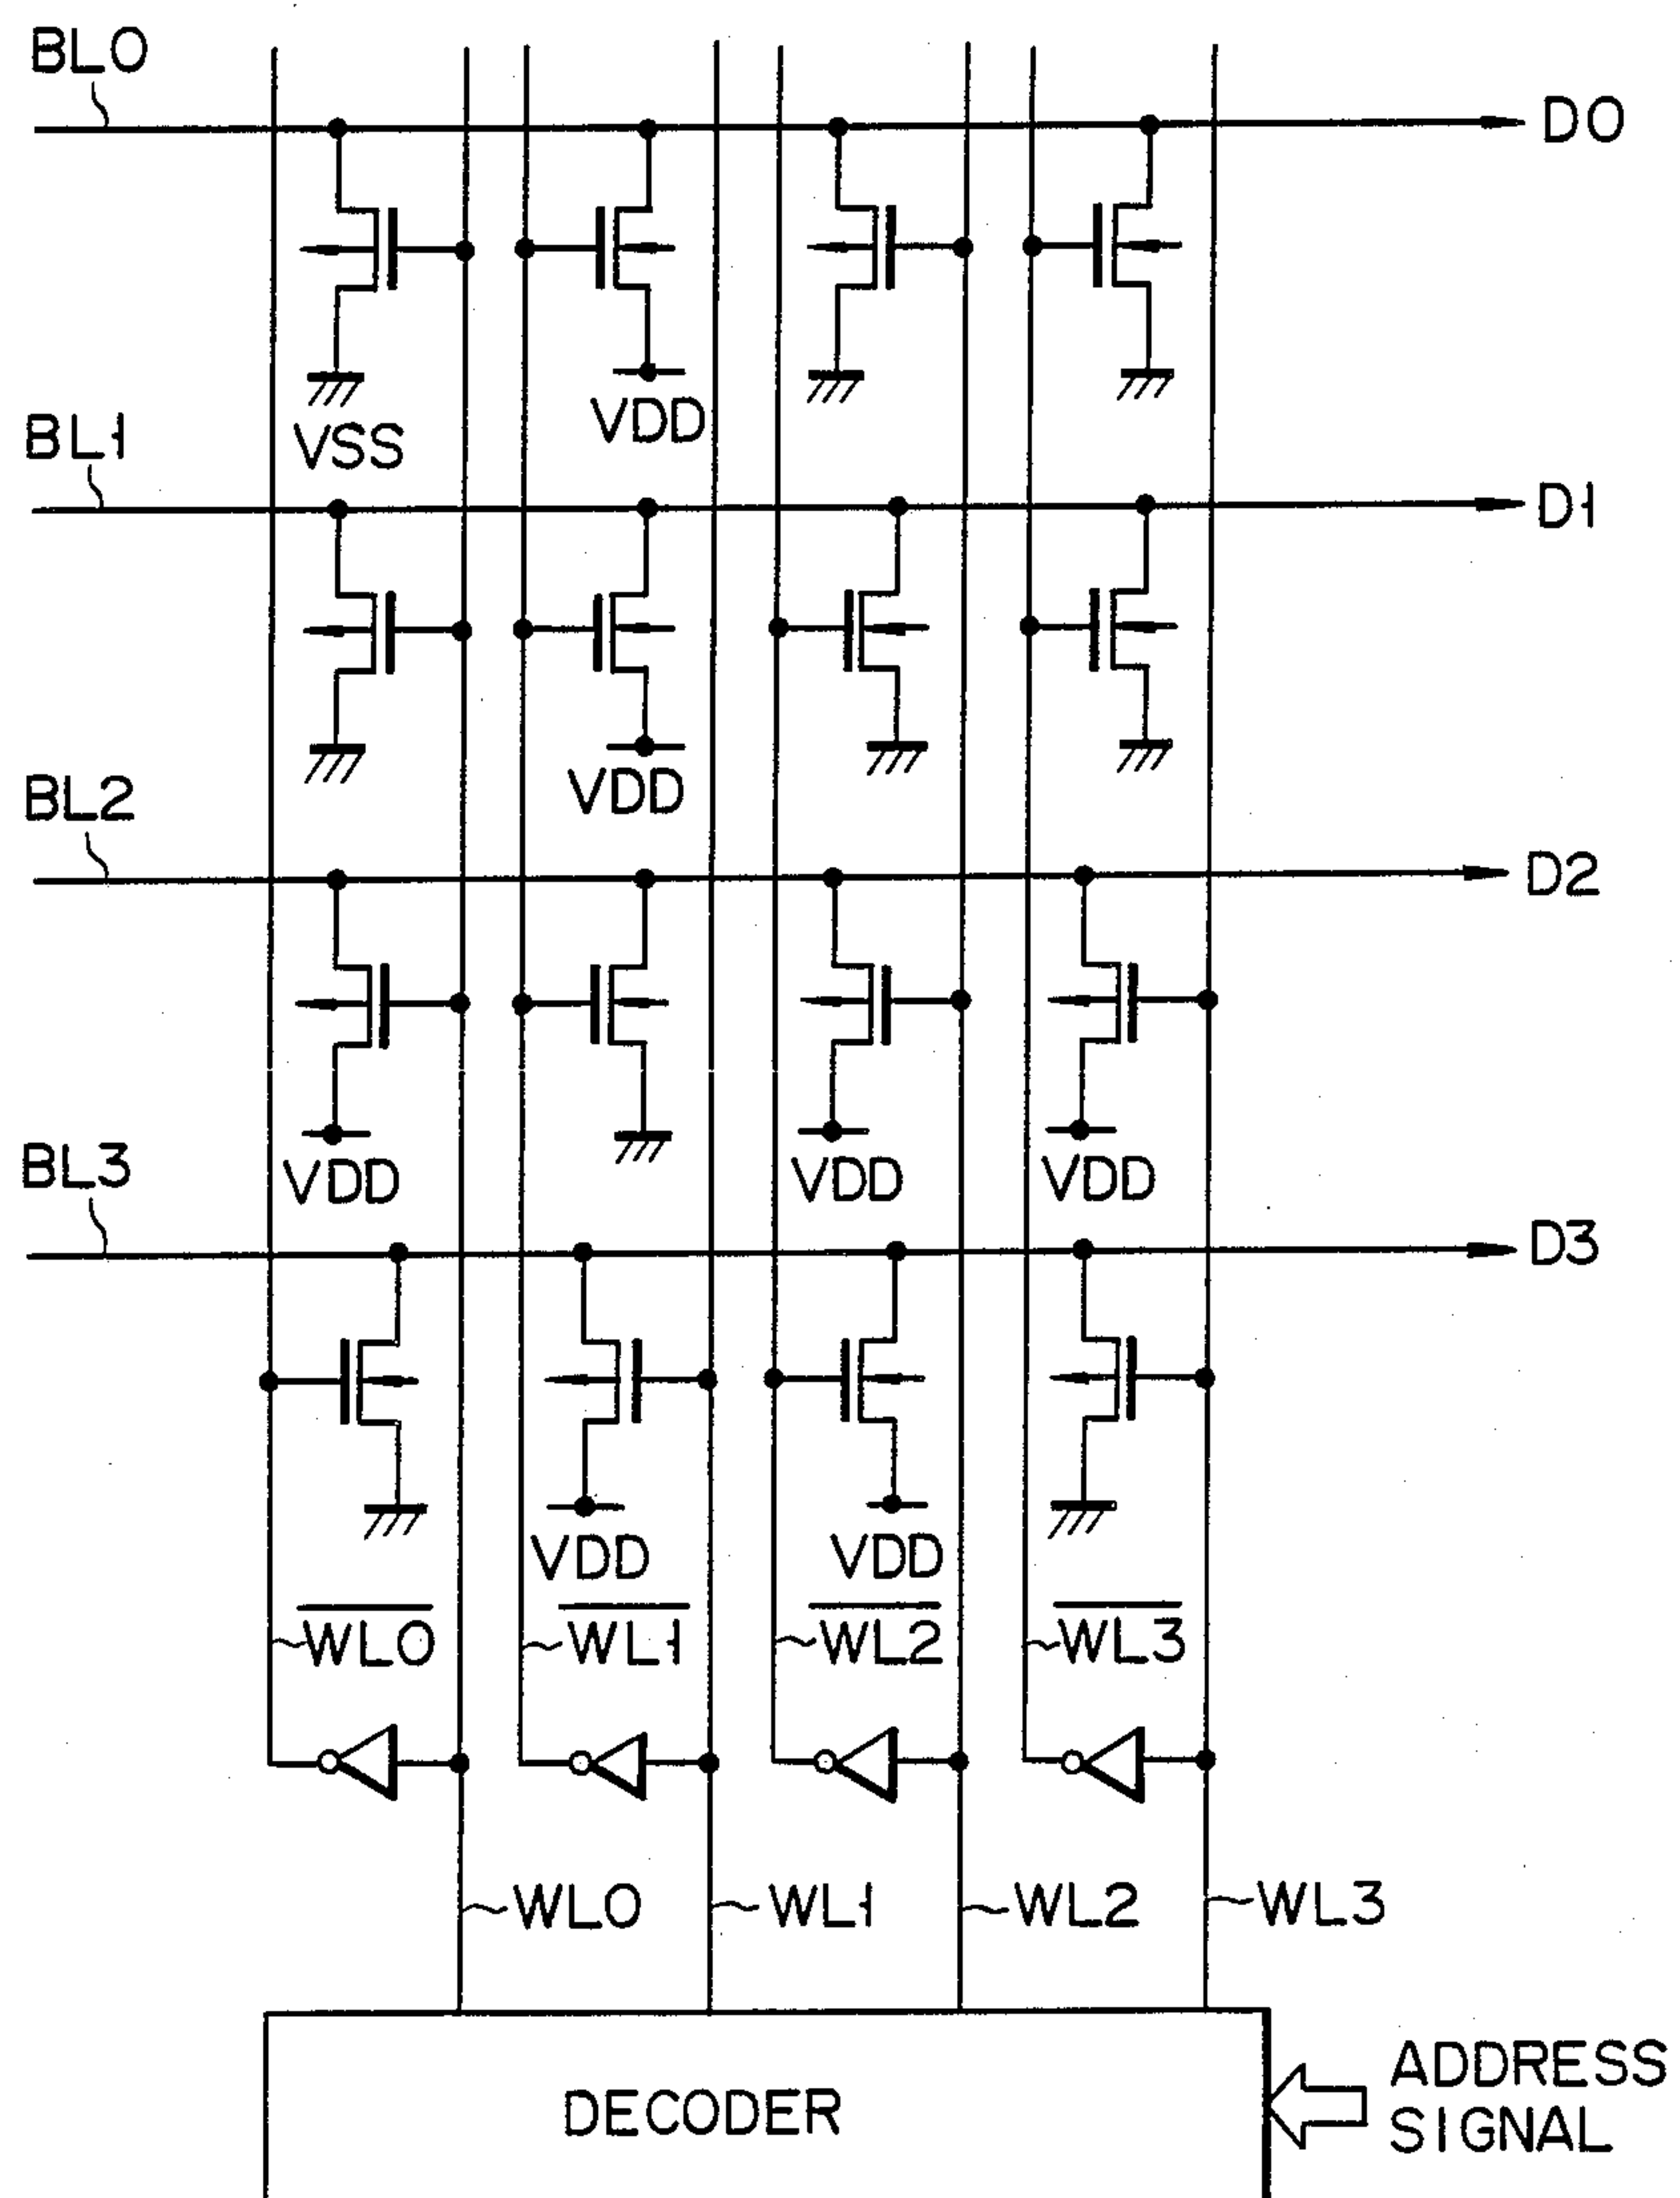 BL0
D0
VSS
VDD
BL1
D1
VDD
BL2
D2
VDD
VDD
VDD
BL3
D3
VDD
VDD
WL0
WL1
WL2
WL3
WL0
WL1
WL2
WL3
DECODER
ADDRESS
SIGNAL